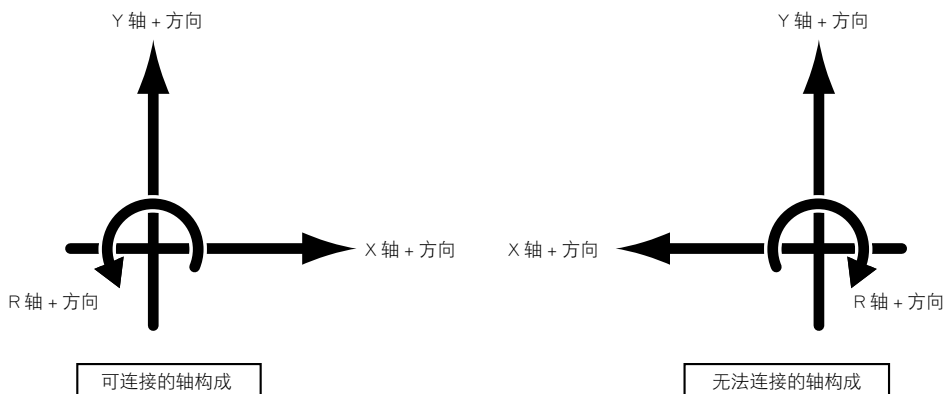 Y 轴 + 方向
X 轴 + 方向
R 轴 + 方向
可连接的轴构成
Y 轴 + 方向
X 轴 + 方向
R 轴 + 方向
无法连接的轴构成